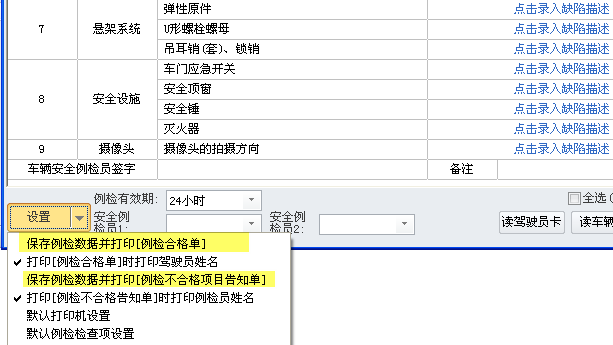 弹性原件 点击录入缺陷描述
7 悬架系统 U形螺栓螺母 点击录入缺陷描述
吊耳销(套)、锁销 点击录入缺陷描述
车门应急开关 点击录入缺陷描述
安全顶窗 点击录入缺陷描述
8 安全设施 安全锤 点击录入缺陷描述
灭火器 点击录入缺陷描述
9 摄像头 摄像头的拍摄方向 点击录入缺陷描述
车辆安全例检员签字 备注
例检有效期: 24小时 全选(
设置 安全例检员1: 安全例检员2: 读驾驶员卡 读车辆
保存例检数据并打印[例检合格单]
打印[例检合格单]时打印驾驶员姓名
保存例检数据并打印[例检不合格项目告知单]
打印[例检不合格告知单]时打印例检员姓名
默认打印机设置
默认例检检查项设置